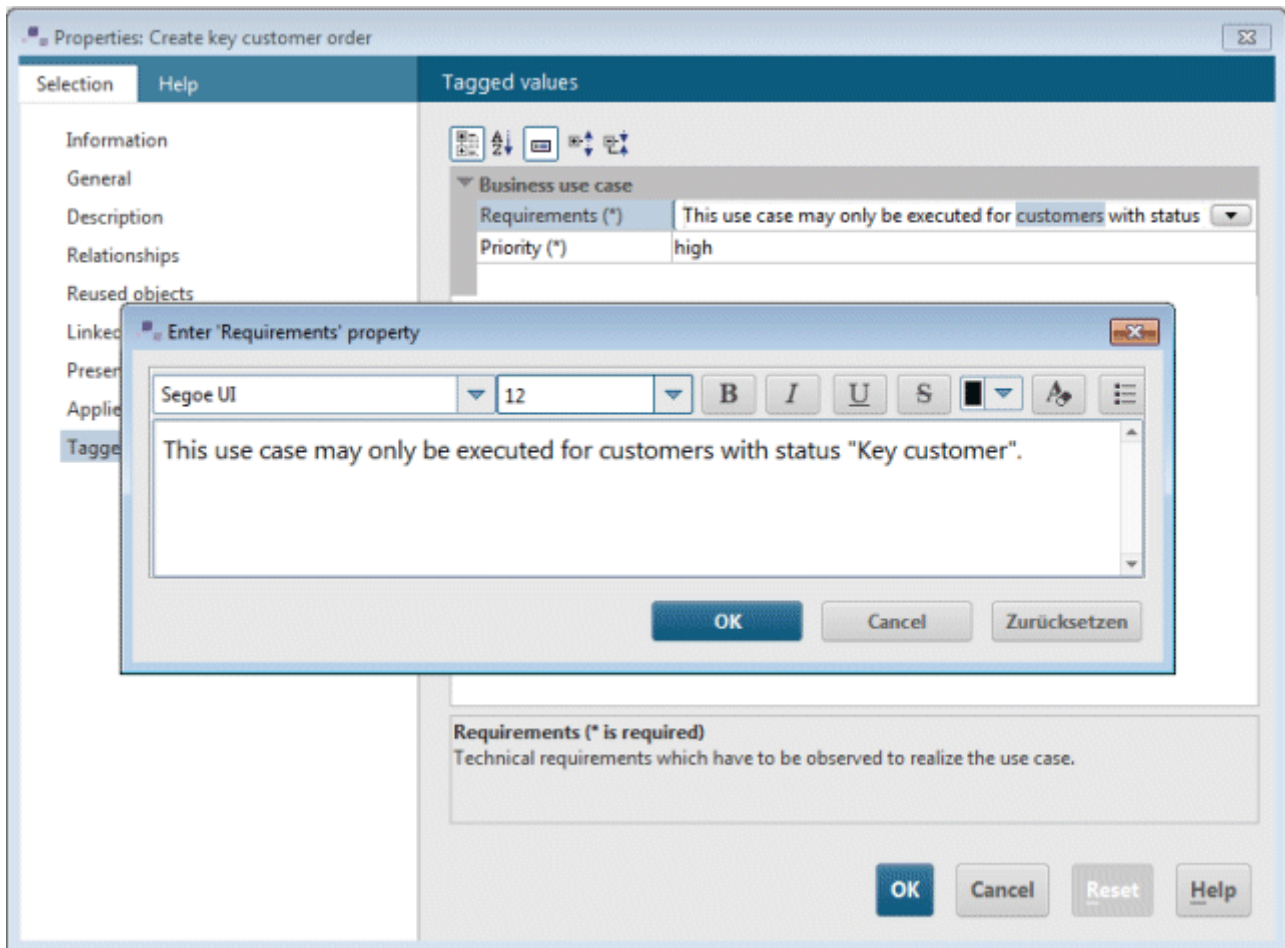 Properties: Create key customer order
Selection Help
Tagged values
Information
General
Description
Relationships
Reused objects
Linked
Presen
Applie
Tagge
Business use case
Requirements (*) This use case may only be executed for customers with status
Priority (*) high
Enter 'Requirements' property
Segoe UI 12 B I U S
This use case may only be executed for customers with status "Key customer".
OK Cancel Zurücksetzen
Requirements (* is required)
Technical requirements which have to be observed to realize the use case.
OK Cancel Reset Help